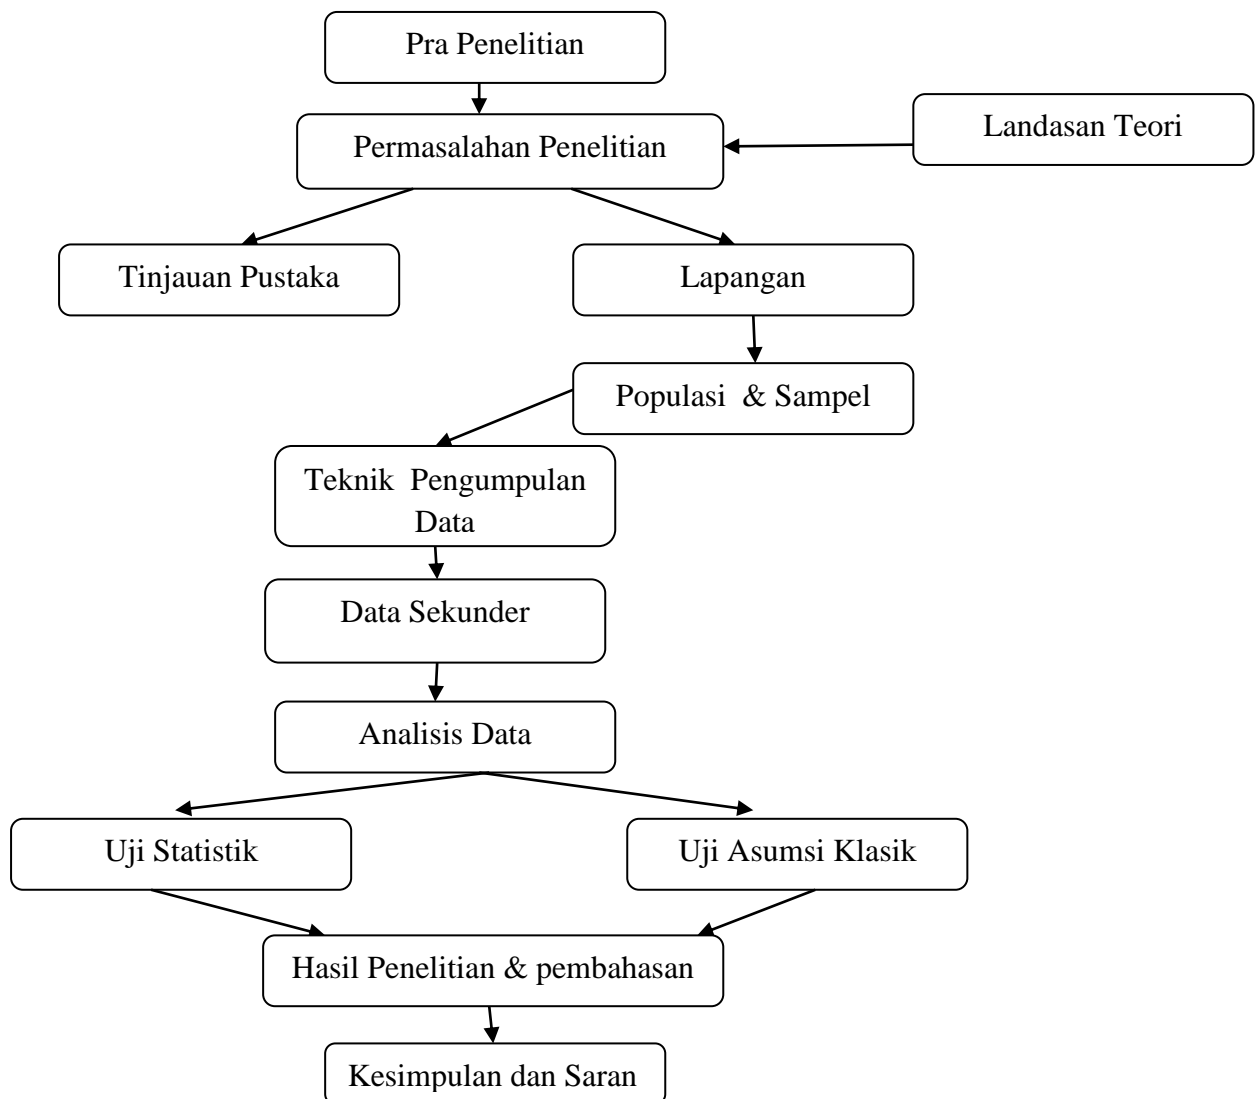 Pra Penelitian
Landasan Teori
Permasalahan Penelitian
Tinjauan Pustaka
Lapangan
Populasi  & Sampel
Teknik  Pengumpulan
Data
Data Sekunder
Analisis Data
Uji Statistik
Uji Asumsi Klasik
Hasil Penelitian & pembahasan
Kesimpulan dan Saran